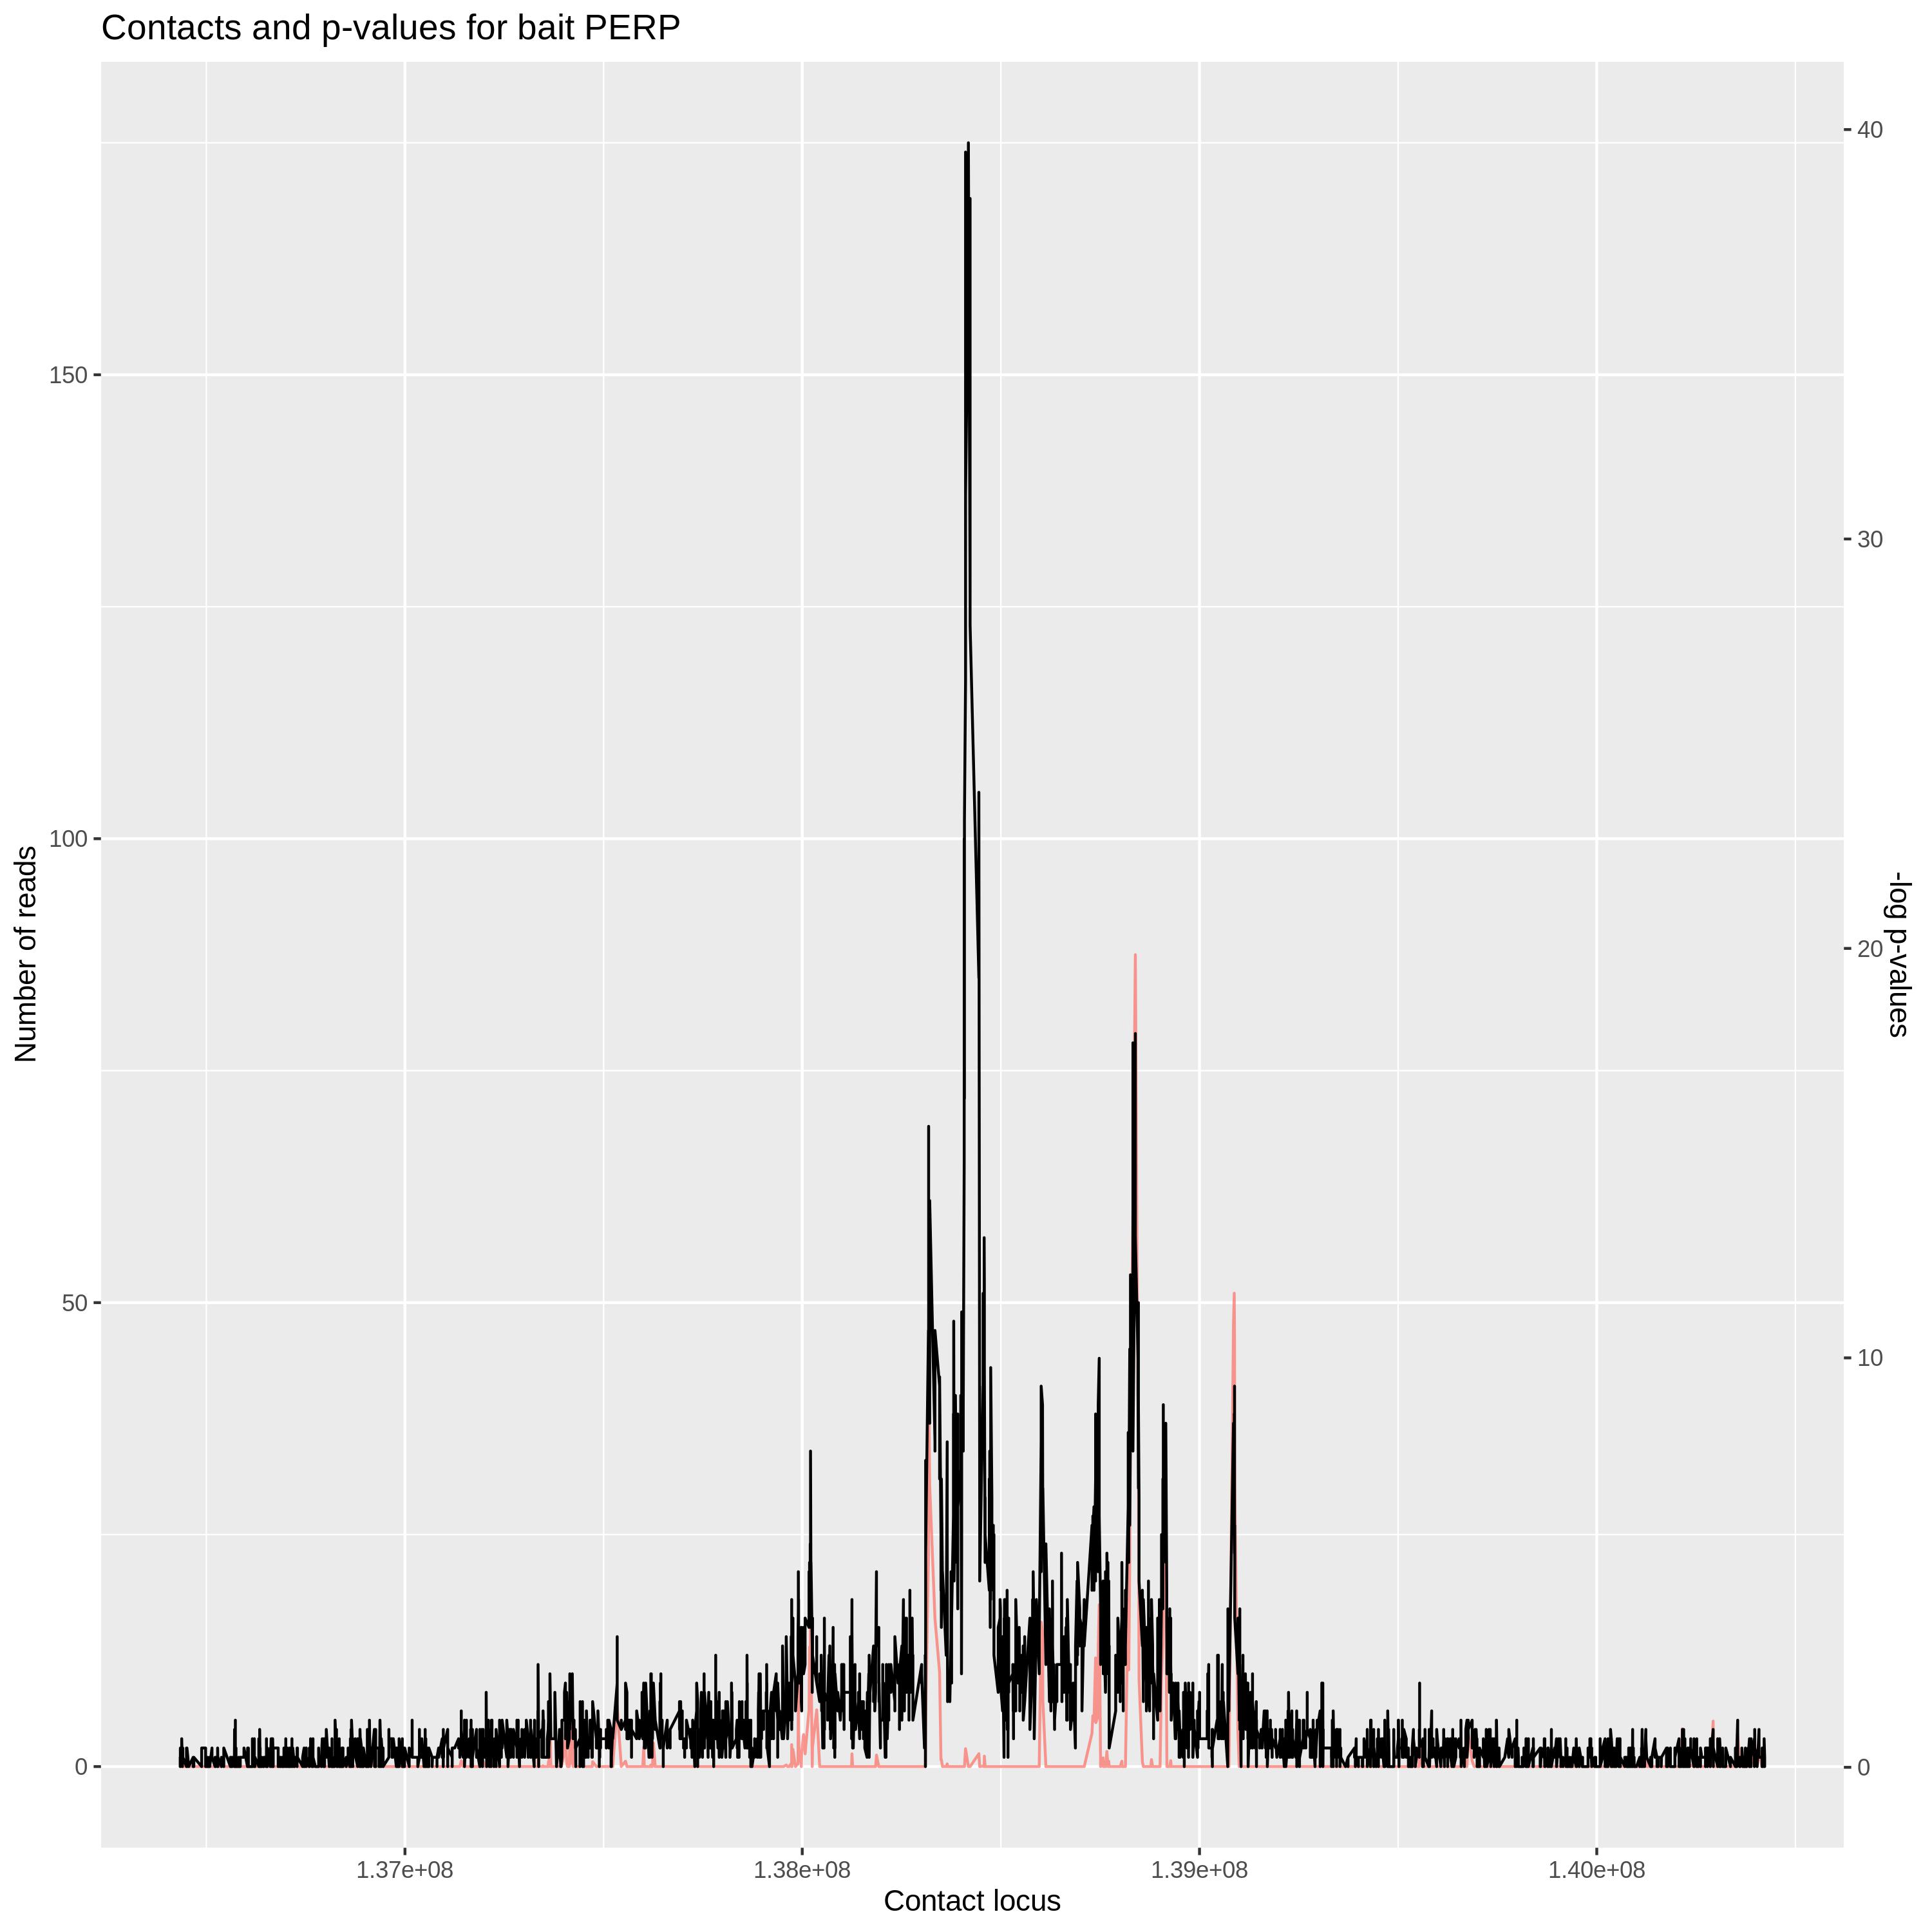 Contacts and p-values for bait PERP
40
150
30
100
Number of reads
-log p-values
20
50
10
0
0
1.37e+08
1.38e+08
1.39e+08
1.40e+08
Contact locus